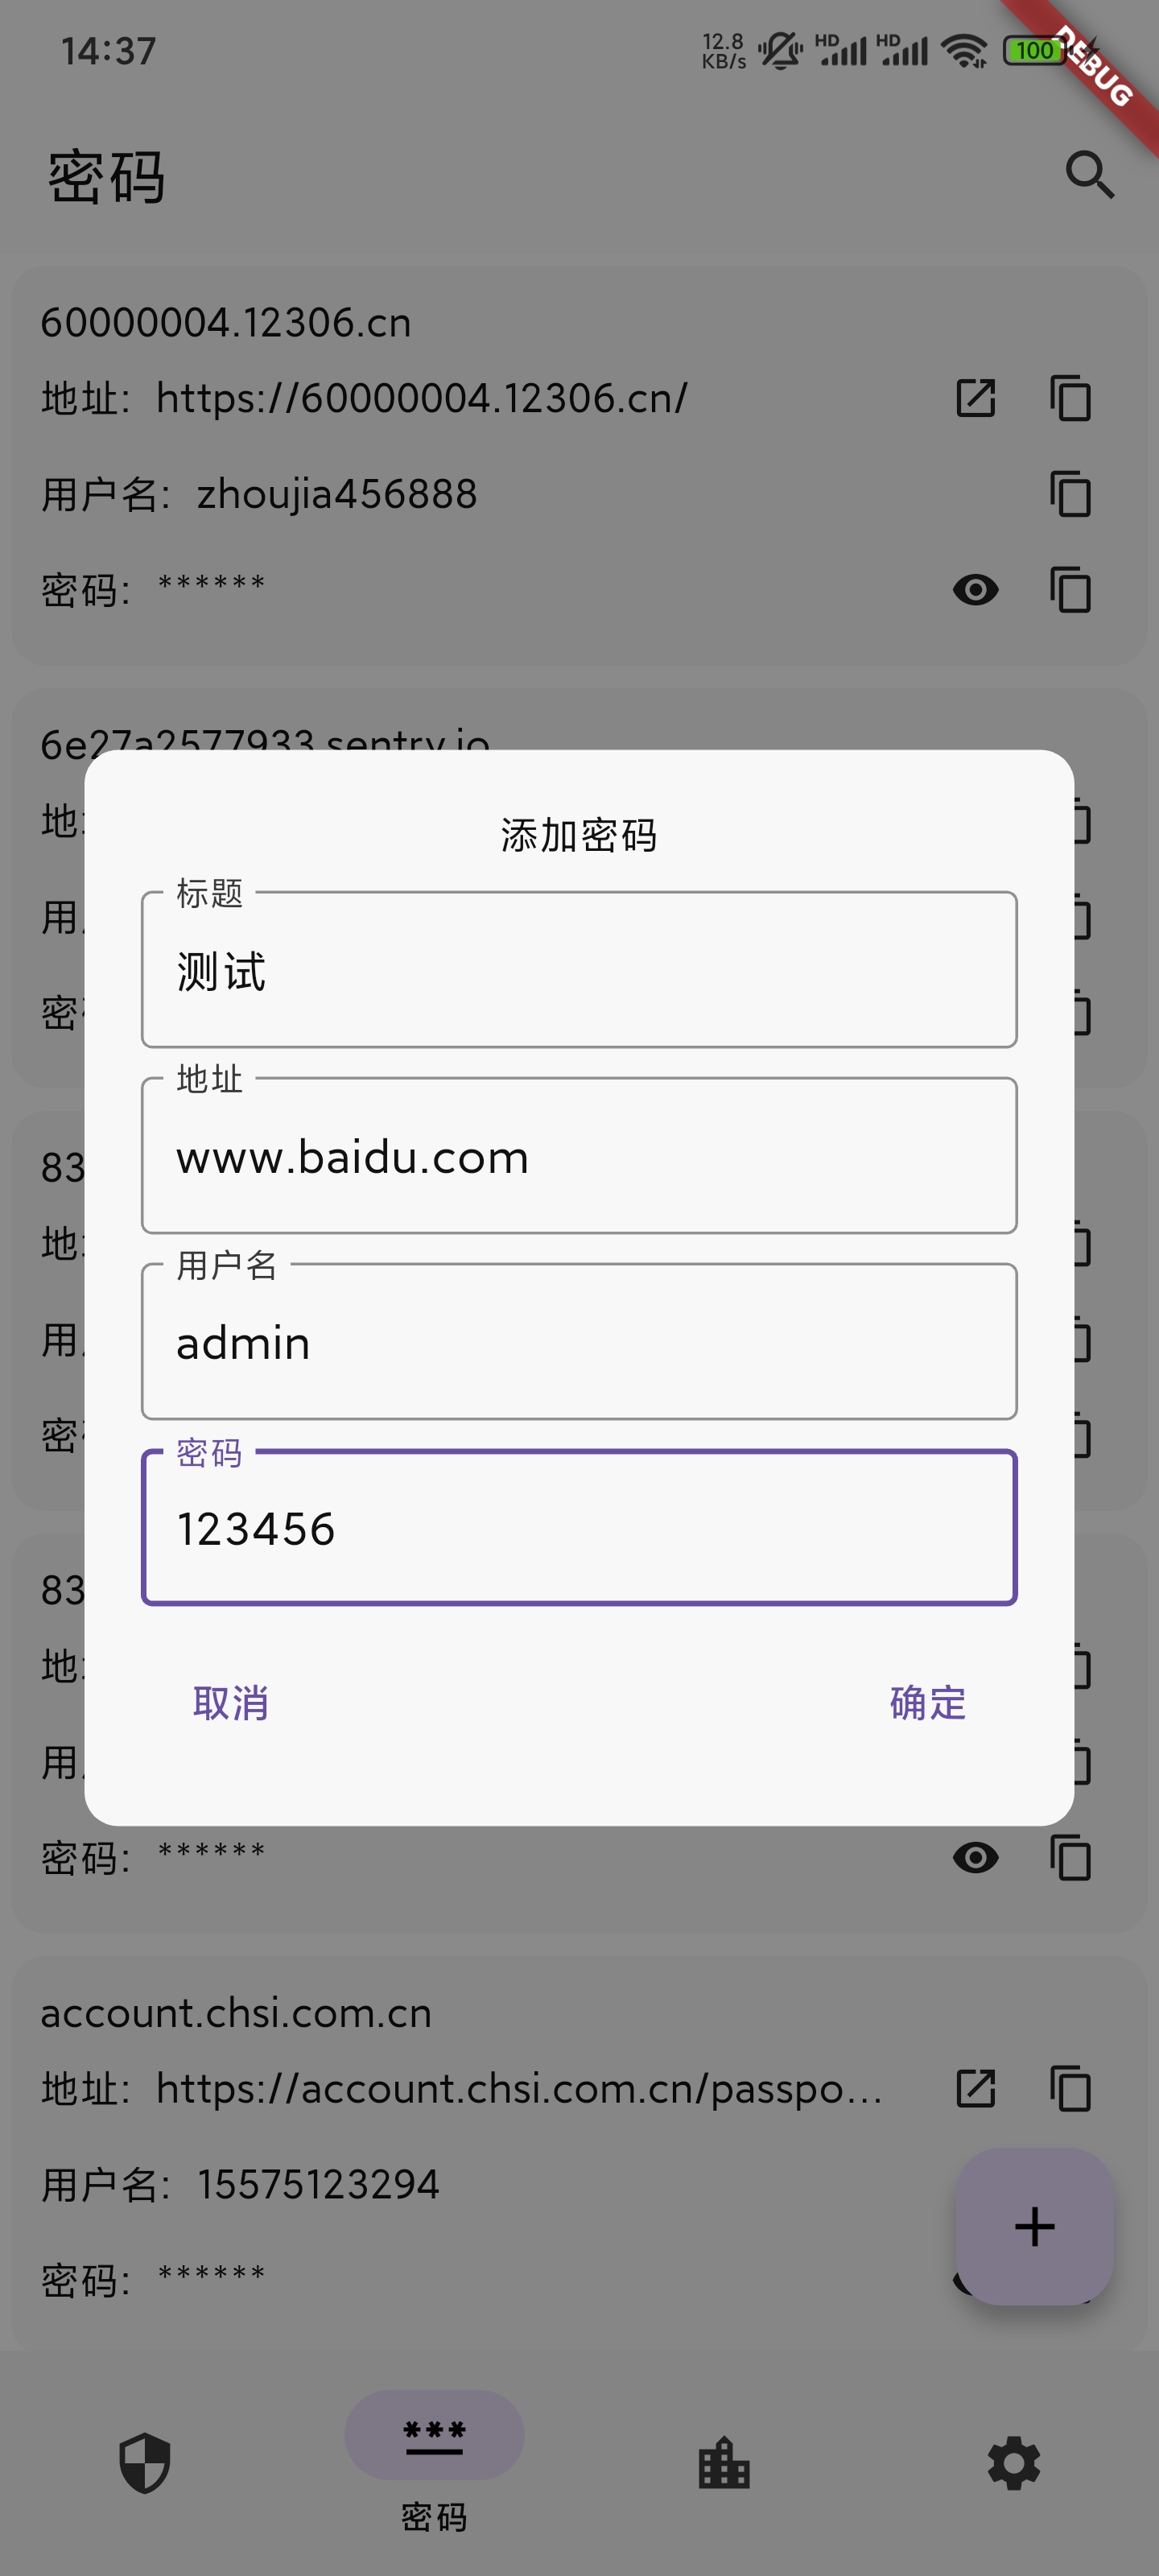 14:37
12.8
KB/s
HD
HD
100
DEBUG
密码
60000004.12306.cn
地址: https://60000004.12306.cn/
用户名: zhoujia456888
密码: ******
6e27a2577933.sentry.io
添加密码
标题
测试
地址
www.baidu.com
用户名
admin
密码
123456
取消
确定
地
用
密
83
地
用
密
83
地
用
密码: ******
account.chsi.com.cn
地址: https://account.chsi.com.cn/passpo...
用户名: 15575123294
密码: ******
***
密码